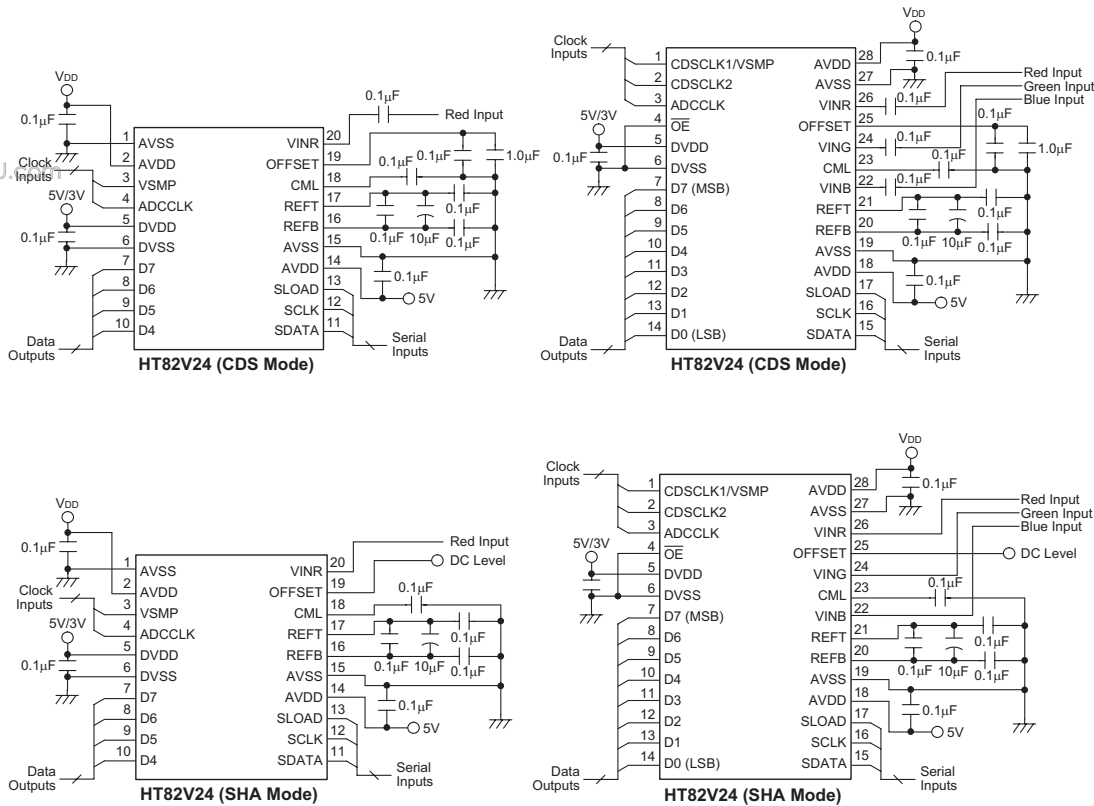 VDD
0.1µF
0.1µF
Red Input
Clock
Inputs
5V/3V
0.1µF
1 AVSS
2 AVDD
3 VSMP
4 ADCCLK
5 DVDD
6 DVSS
7 D7
8 D6
9 D5
10 D4
VINR 20
OFFSET 19
CML 18
REFT 17
REFB 16
AVSS 15
AVDD 14
SLOAD 13
SCLK 12
SDATA 11
0.1µF
0.1µF
1.0µF
0.1µF
0.1µF
10µF
0.1µF
0.1µF
5V
Data
Outputs
Serial
Inputs
HT82V24 (CDS Mode)
Clock
Inputs
5V/3V
0.1µF
1 CDSCLK1/VSMP
2 CDSCLK2
3 ADCCLK
4 OE
5 DVDD
6 DVSS
7 D7 (MSB)
8 D6
9 D5
10 D4
11 D3
12 D2
13 D1
14 D0 (LSB)
AVDD 28
AVSS 27
VINR 26
OFFSET 25
VING 24
CML 23
VINB 22
REFT 21
REFB 20
AVSS 19
AVDD 18
SLOAD 17
SCLK 16
SDATA 15
VDD
0.1µF
Red Input
Green Input
Blue Input
0.1µF
0.1µF
0.1µF
1.0µF
0.1µF
0.1µF
0.1µF
0.1µF
10µF
0.1µF
0.1µF
5V
Data
Outputs
Serial
Inputs
HT82V24 (CDS Mode)
VDD
0.1µF
Clock
Inputs
5V/3V
0.1µF
1 AVSS
2 AVDD
3 VSMP
4 ADCCLK
5 DVDD
6 DVSS
7 D7
8 D6
9 D5
10 D4
VINR 20
OFFSET 19
CML 18
REFT 17
REFB 16
AVSS 15
AVDD 14
SLOAD 13
SCLK 12
SDATA 11
Red Input
DC Level
0.1µF
0.1µF
0.1µF
10µF
0.1µF
0.1µF
5V
Data
Outputs
Serial
Inputs
HT82V24 (SHA Mode)
Clock
Inputs
5V/3V
1 CDSCLK1/VSMP
2 CDSCLK2
3 ADCCLK
4 OE
5 DVDD
6 DVSS
7 D7 (MSB)
8 D6
9 D5
10 D4
11 D3
12 D2
13 D1
14 D0 (LSB)
AVDD 28
AVSS 27
VINR 26
OFFSET 25
VING 24
CML 23
VINB 22
REFT 21
REFB 20
AVSS 19
AVDD 18
SLOAD 17
SCLK 16
SDATA 15
VDD
0.1µF
Red Input
Green Input
Blue Input
DC Level
0.1µF
0.1µF
0.1µF
10µF
0.1µF
0.1µF
5V
Data
Outputs
Serial
Inputs
HT82V24 (SHA Mode)